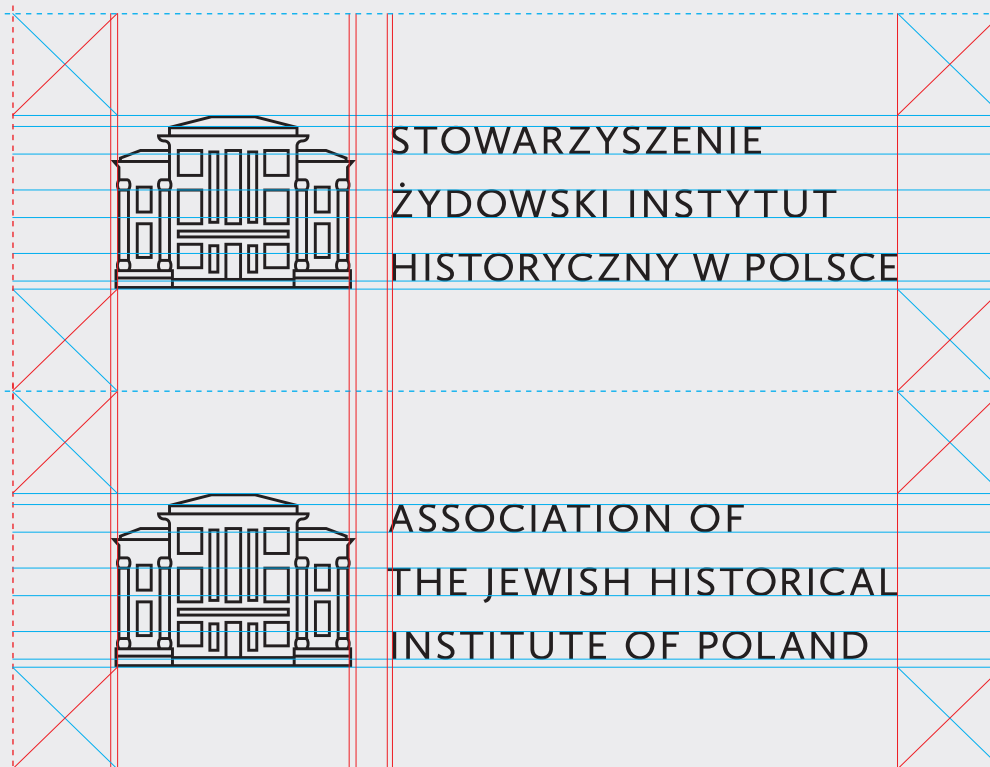 STOWARZYSZENIE
ŻYDOWSKI INSTYTUT
HISTORYCZNY W POLSCE
ASSOCIATION OF
THE JEWISH HISTORICAL
INSTITUTE OF POLAND